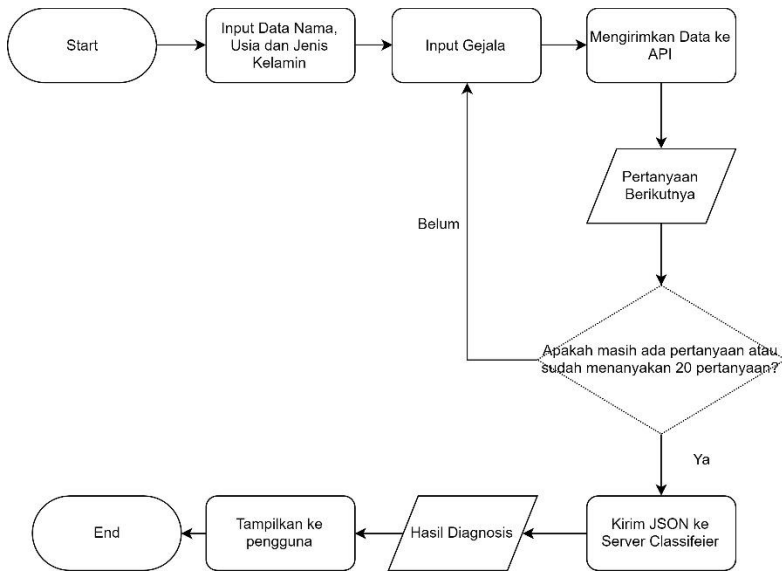 Start
Input Data Nama,
Usia dan Jenis
Kelamin
Input Gejala
Mengirimkan Data ke
API
Pertanyaan
Berikutnya
Belum
Apakah masih ada pertanyaan atau
sudah menanyakan 20 pertanyaan?
Ya
Kirim JSON ke
Server Classifeier
Hasil Diagnosis
Tampilkan ke
pengguna
End